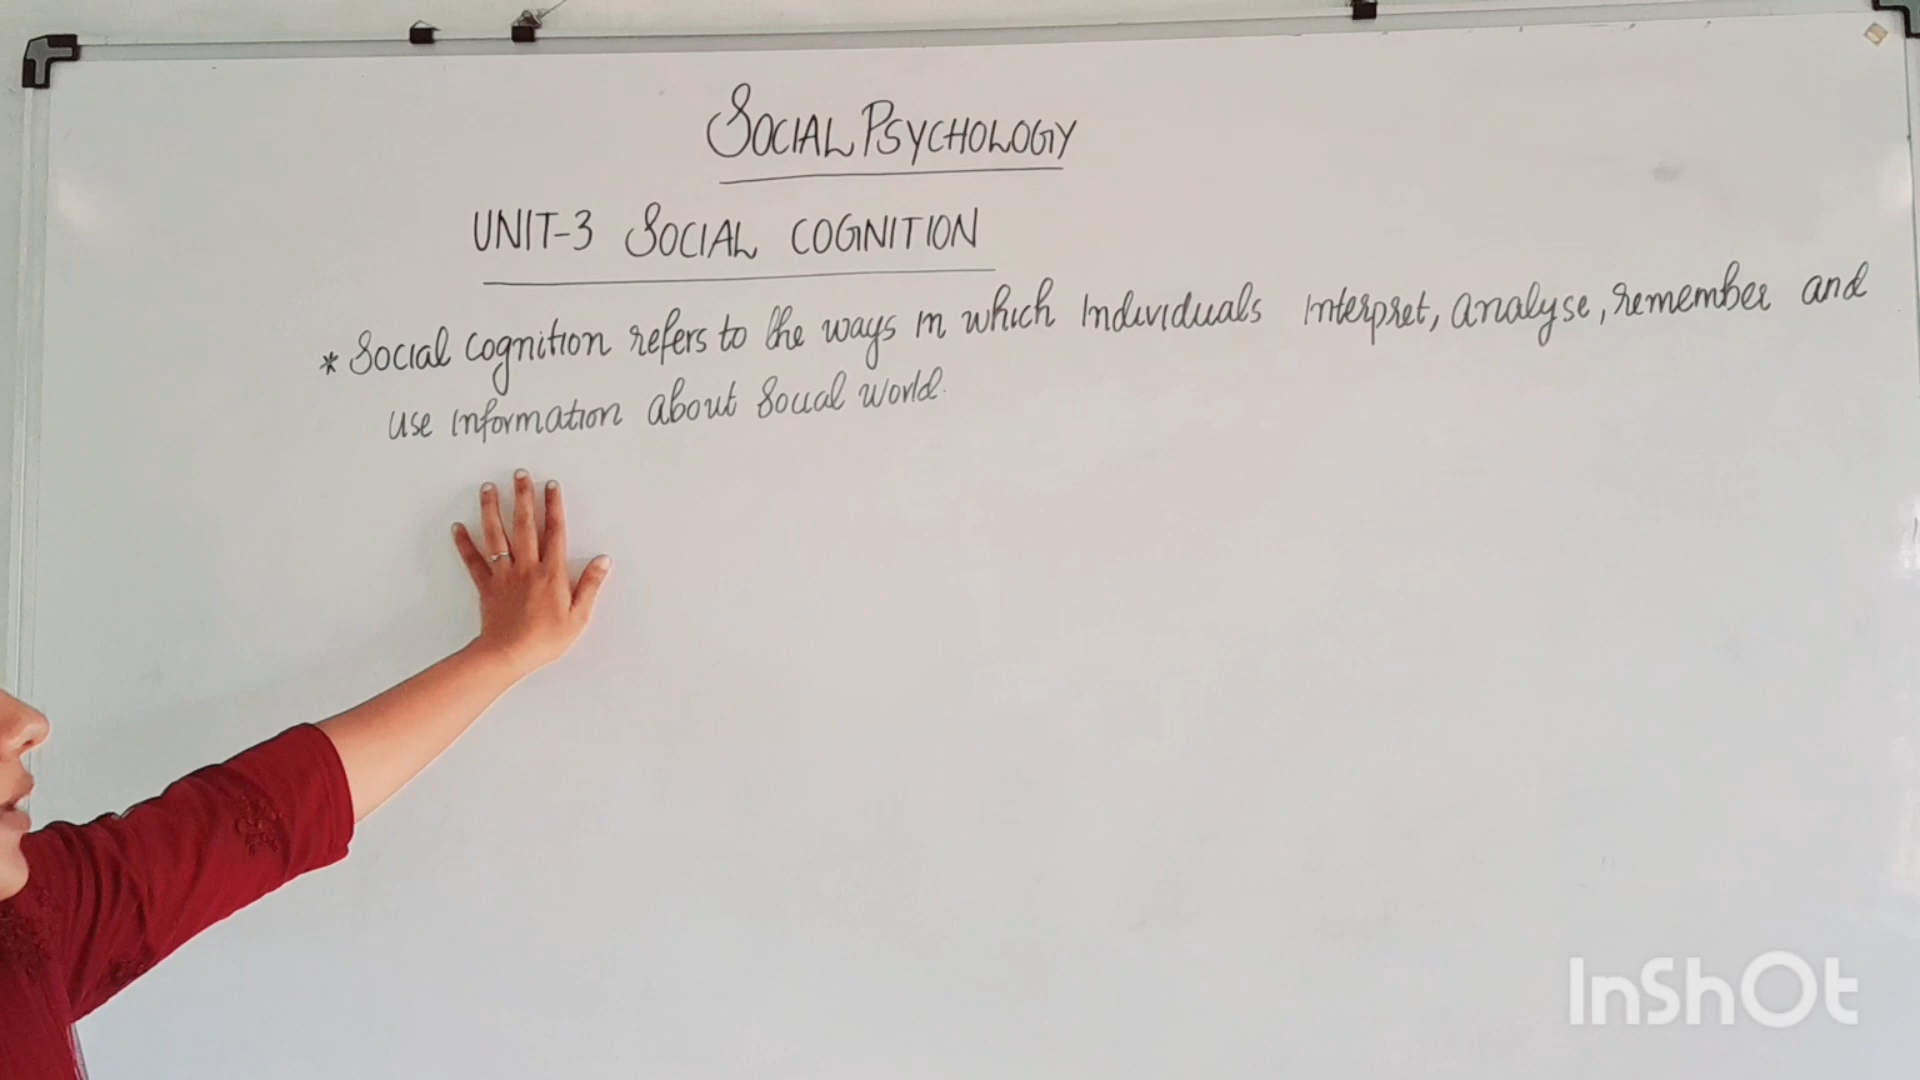 SOCIAL PSYCHOLOGY
UNIT-3 SOCIAL COGNITION
* Social cognition refers to the ways in which individuals interpret, analyse, remember and
use information about Social world.
InShOt